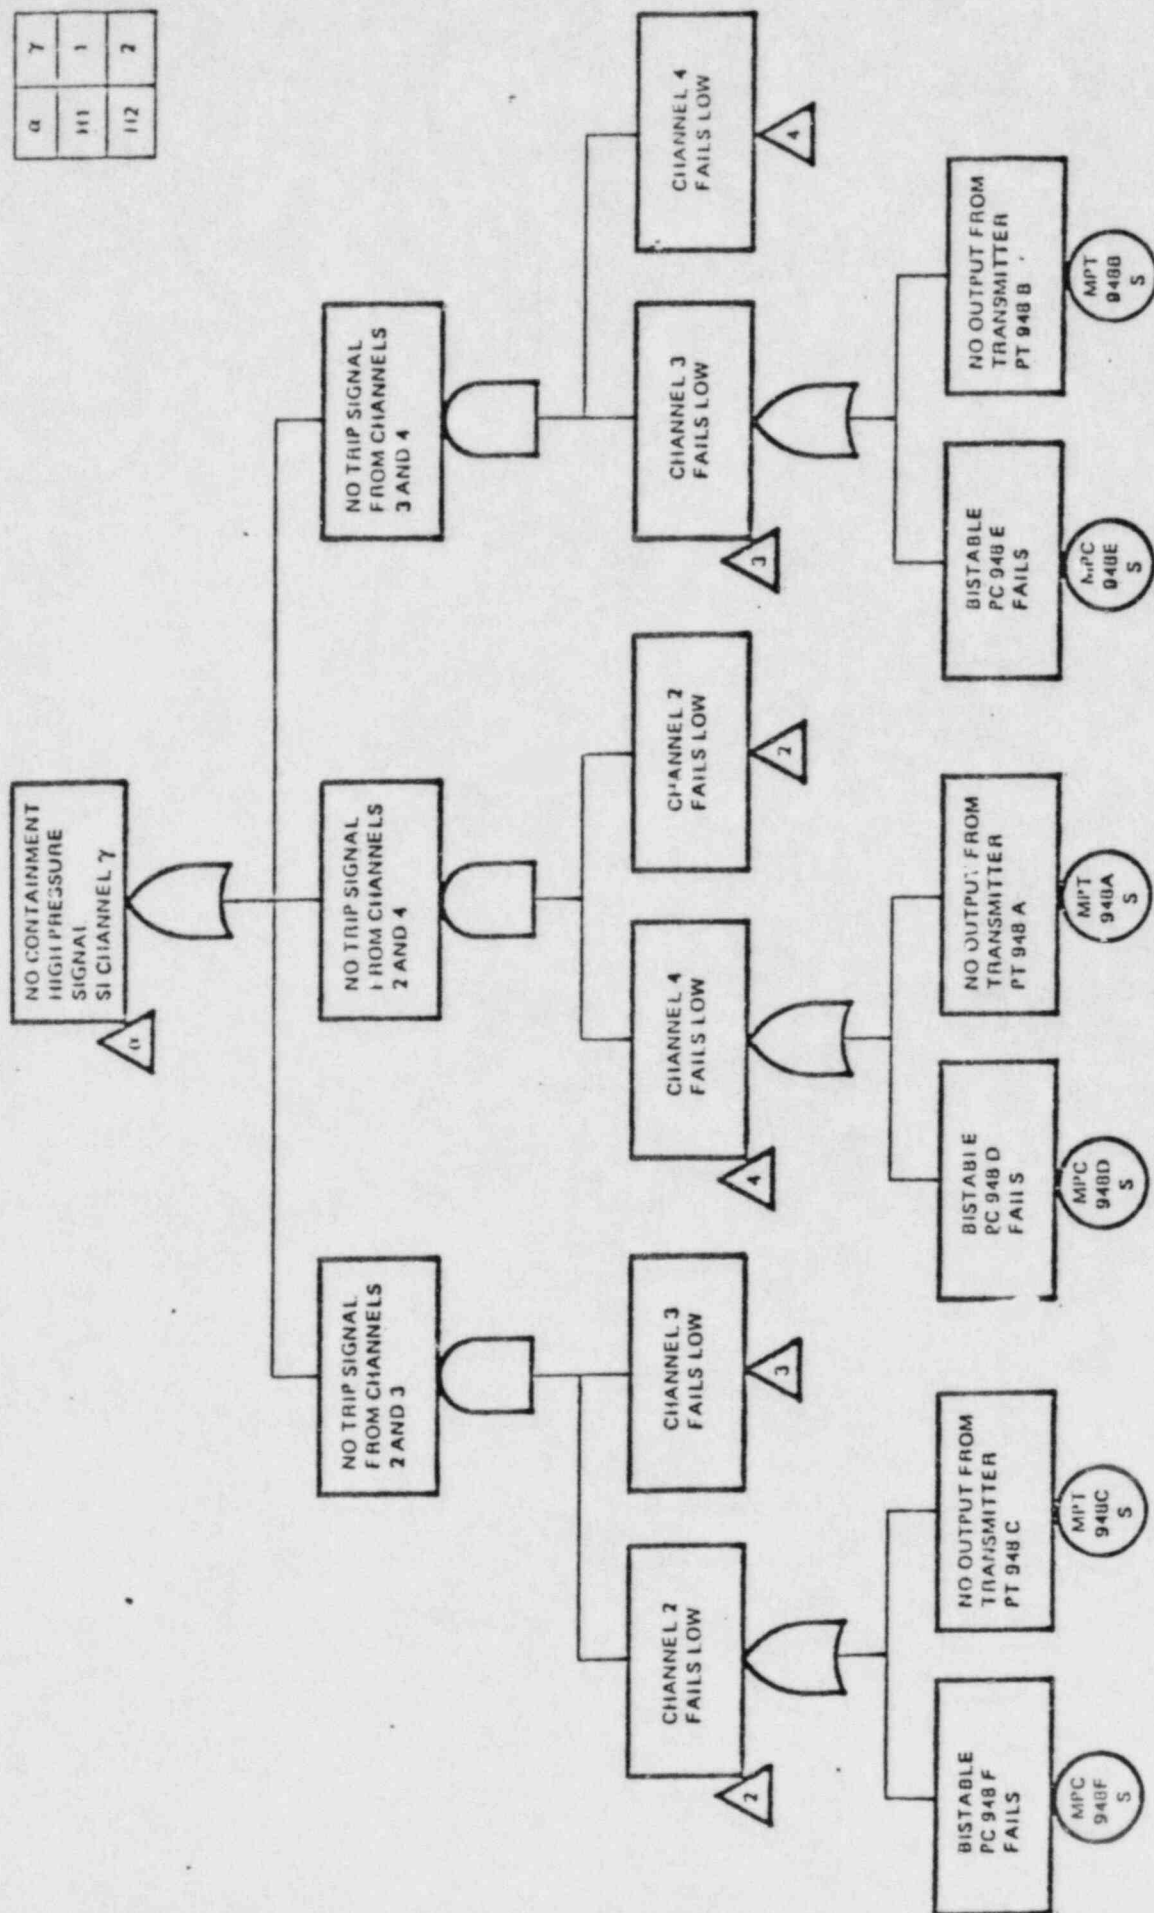 NO CONTAINMENT
HIGH PRESSURE
SIGNAL
SI CHANNEL γ
α
α γ
H1 1
H2 2
NO TRIP SIGNAL
FROM CHANNELS
2 AND 3
NO TRIP SIGNAL
FROM CHANNELS
2 AND 4
NO TRIP SIGNAL
FROM CHANNELS
3 AND 4
CHANNEL 2
FAILS LOW
2
CHANNEL 3
FAILS LOW
3
CHANNEL 4
FAILS LOW
4
CHANNEL 2
FAILS LOW
2
CHANNEL 3
FAILS LOW
3
CHANNEL 4
FAILS LOW
4
BISTABLE
PC 948 F
FAILS
MPC
948F
S
NO OUTPUT FROM
TRANSMITTER
PT 948 C
MPT
948C
S
BISTABLE
PC 948 D
FAILS
MPC
948D
S
NO OUTPUT FROM
TRANSMITTER
PT 948 A
MPT
948A
S
BISTABLE
PC 948 E
FAILS
MPC
948E
S
NO OUTPUT FROM
TRANSMITTER
PT 948 B
MPT
948B
S